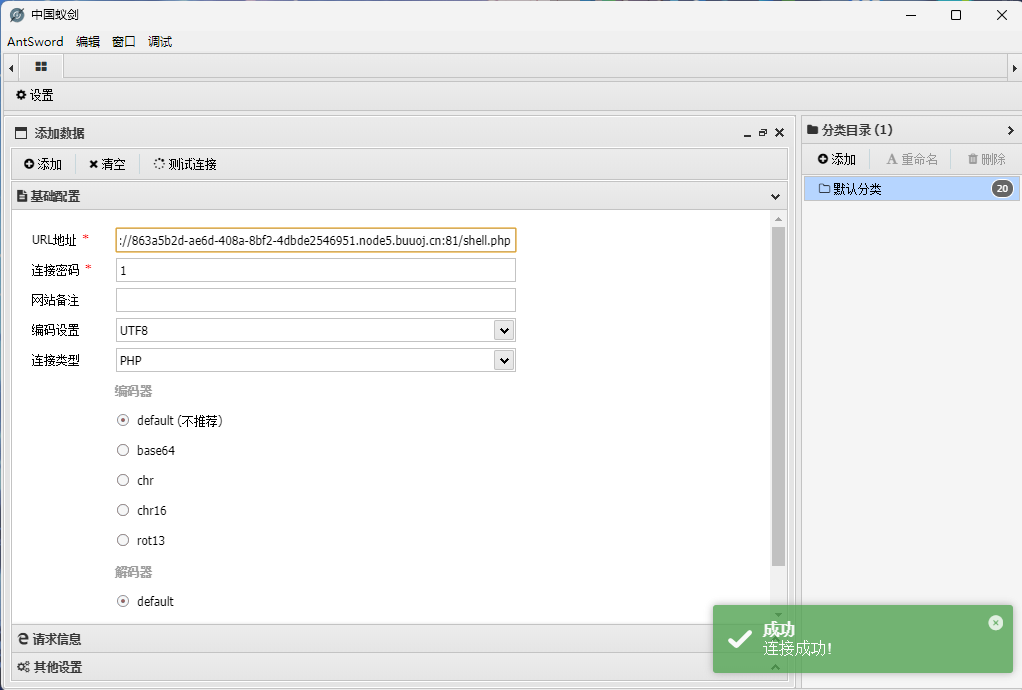 中国蚁剑
AntSword 编辑 窗口 调试
设置
添加数据
添加 清空 测试连接
基础配置
URL地址 * ://863a5b2d-ae6d-408a-8bf2-4dbde2546951.node5.buuoj.cn:81/shell.php
连接密码 * 1
网站备注
编码设置 UTF8
连接类型 PHP
编码器
default (不推荐)
base64
chr
chr16
rot13
解码器
default
请求信息
其他设置
分类目录 (1)
添加 重命名 删除
默认分类 20
成功
连接成功!